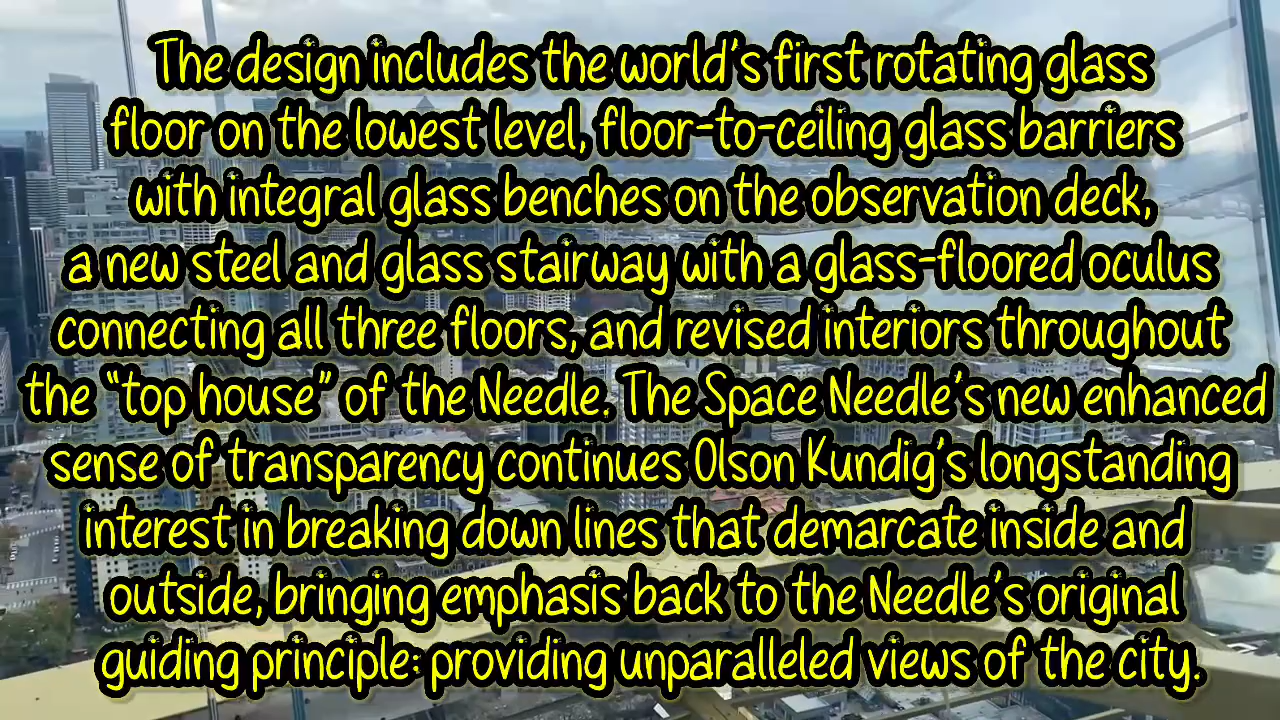 The design includes the world's first rotating glass
floor on the lowest level, floor-to-ceiling glass barriers
with integral glass benches on the observation deck,
a new steel and glass stairway with a glass-floored oculus
connecting all three floors, and revised interiors throughout
the “top house” of the Needle. The Space Needle's new enhanced
sense of transparency continues Olson Kundig's longstanding
interest in breaking down lines that demarcate inside and
outside, bringing emphasis back to the Needle's original
guiding principle: providing unparalleled views of the city.